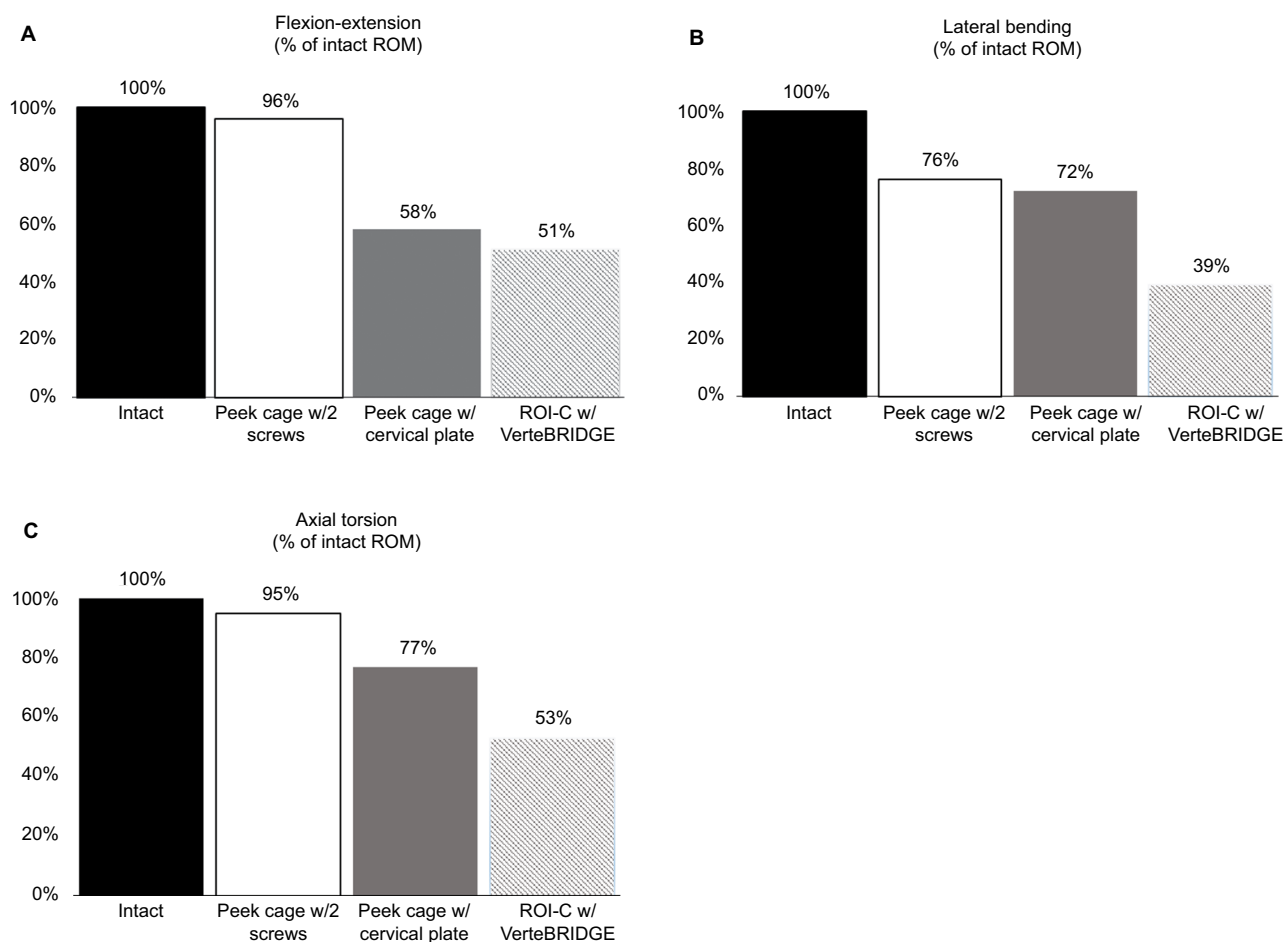 A
Flexion-extension
(% of intact ROM)
100%
80%
60%
40%
20%
0%
100%
96%
58%
51%
Intact
Peek cage w/2
screws
Peek cage w/
cervical plate
ROI-C w/
VerteBRIDGE
B
Lateral bending
(% of intact ROM)
100%
80%
60%
40%
20%
0%
100%
76%
72%
39%
Intact
Peek cage w/2
screws
Peek cage w/
cervical plate
ROI-C w/
VerteBRIDGE
C
Axial torsion
(% of intact ROM)
100%
80%
60%
40%
20%
0%
100%
95%
77%
53%
Intact
Peek cage w/2
screws
Peek cage w/
cervical plate
ROI-C w/
VerteBRIDGE